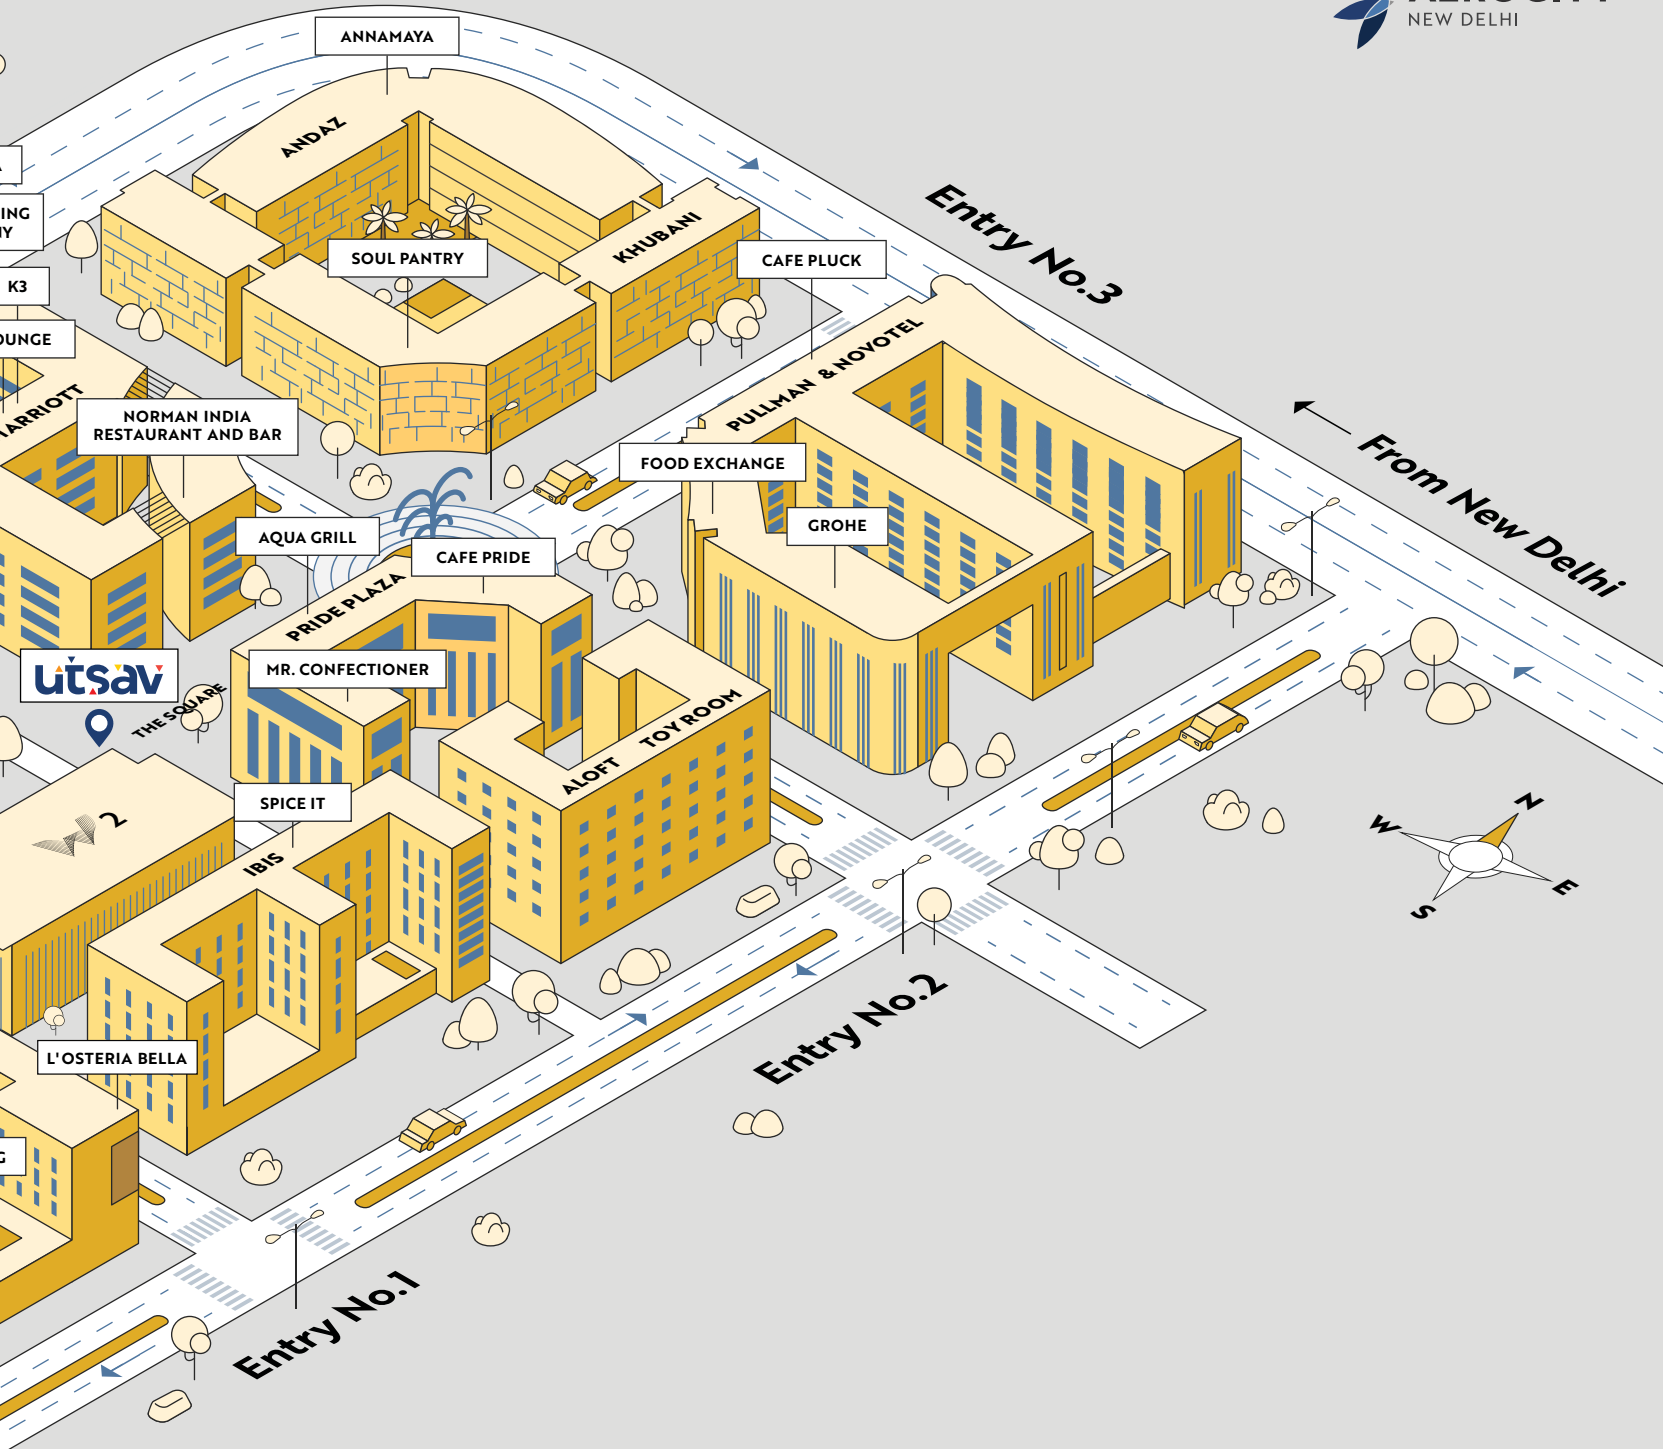 NEW DELHI
ANNAMAYA
ANDAZ
Entry No.3
SOUL PANTRY
KHUBANI
CAFE PLUCK
ING
K3
OUNGE
PULLMAN & NOVOTEL
ARRIOTT
NORMAN INDIA
RESTAURANT AND BAR
From New Delhi
FOOD EXCHANGE
GROHE
AQUA GRILL
CAFE PRIDE
PRIDE PLAZA
MR. CONFECTIONER
utsav
THE SQUARE
ALOFT TOY ROOM
SPICE IT
2
IBIS
N
W
E
S
Entry No.2
L'OSTERIA BELLA
G
Entry No.1